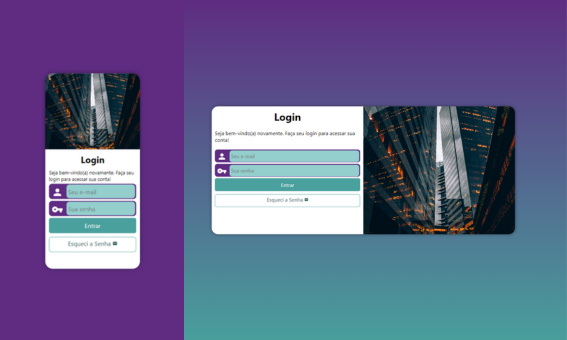 Login
Seja bem-vindo(a) novamente. Faça seu
login para acessar sua conta!
Seu e-mail
Sua senha
Entrar
Esqueci a Senha
Login
Seja bem-vindo(a) novamente. Faça seu login para acessar sua
conta!
Seu e-mail
Sua senha
Entrar
Esqueci a Senha